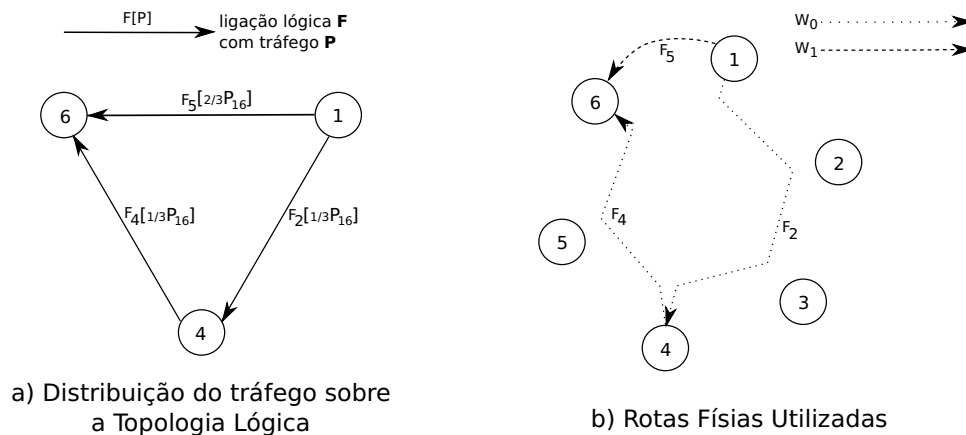 F[P]
ligação lógica F
com tráfego P
6
1
F5[2/3P16]
F4[1/3P16]
F2[1/3P16]
4
a) Distribuição do tráfego sobre
a Topologia Lógica
W0
W1
1
F5
6
2
F4
F2
5
3
4
b) Rotas Físias Utilizadas